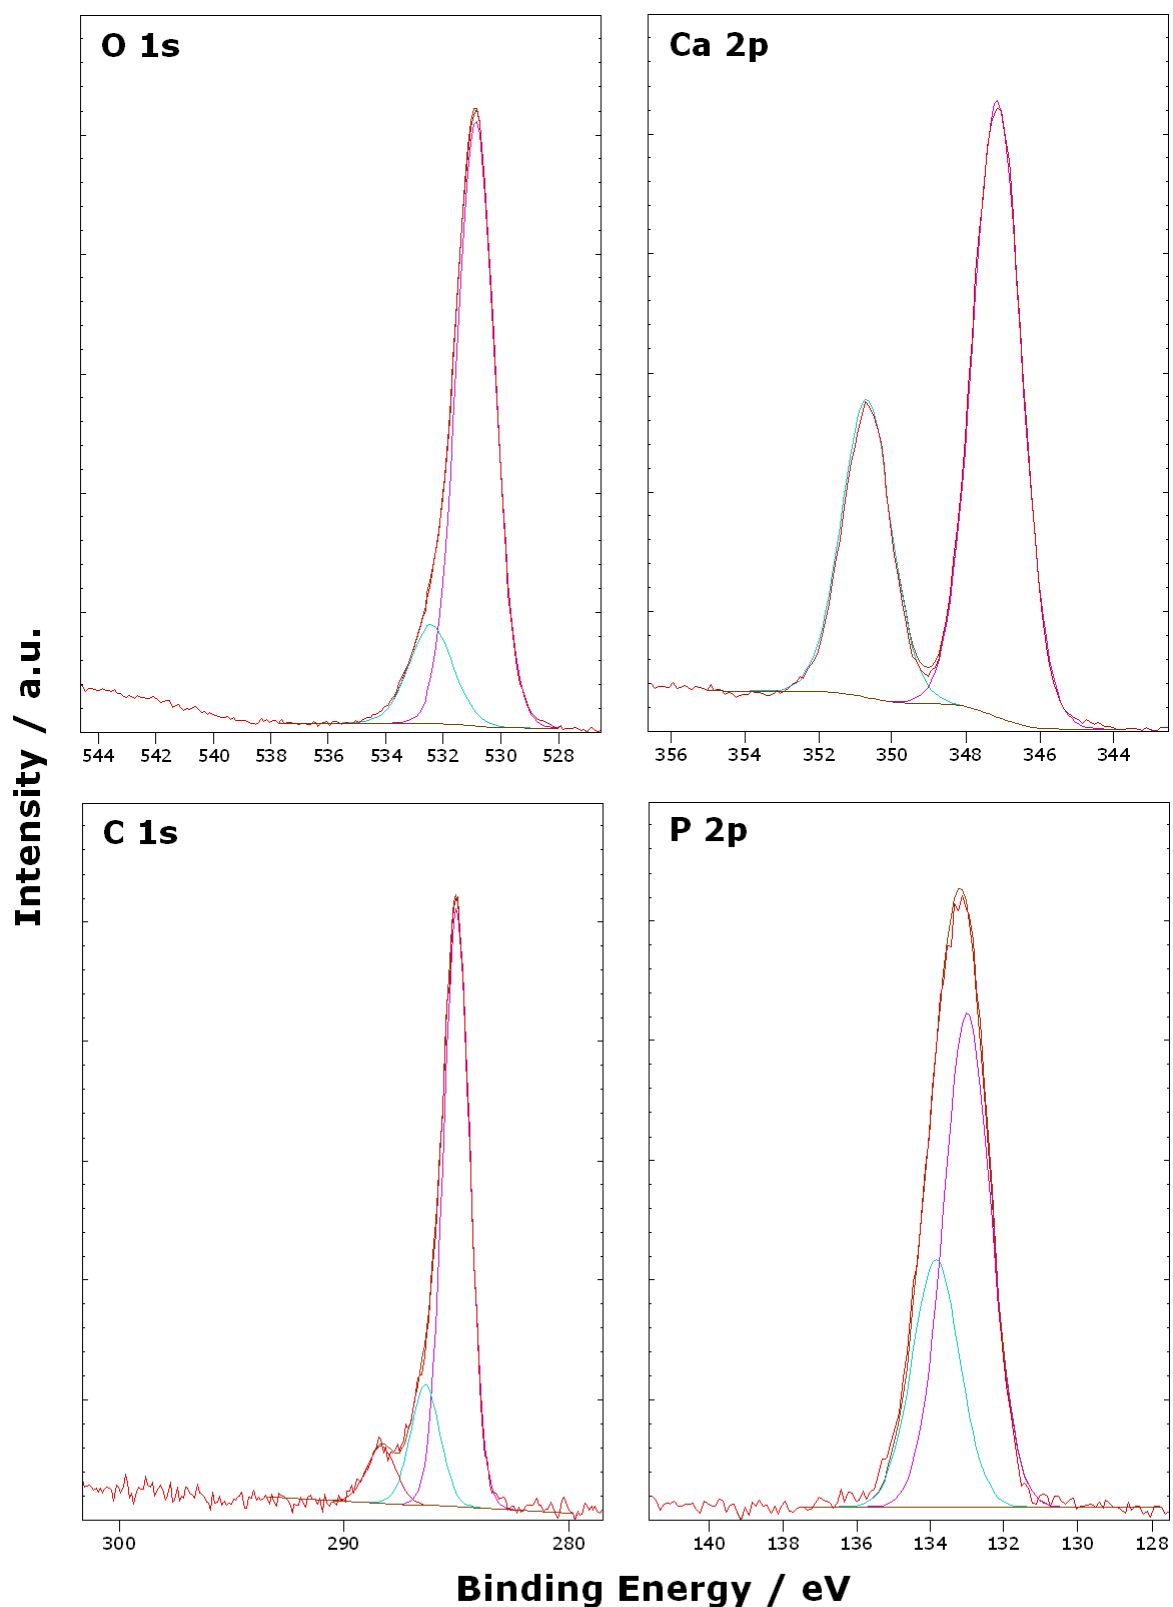 O 1s
Ca 2p
544 542 540 538 536 534 532 530 528
356 354 352 350 348 346 344
C 1s
P 2p
300 290 280
140 138 136 134 132 130 128
Intensity / a.u.
Binding Energy / eV